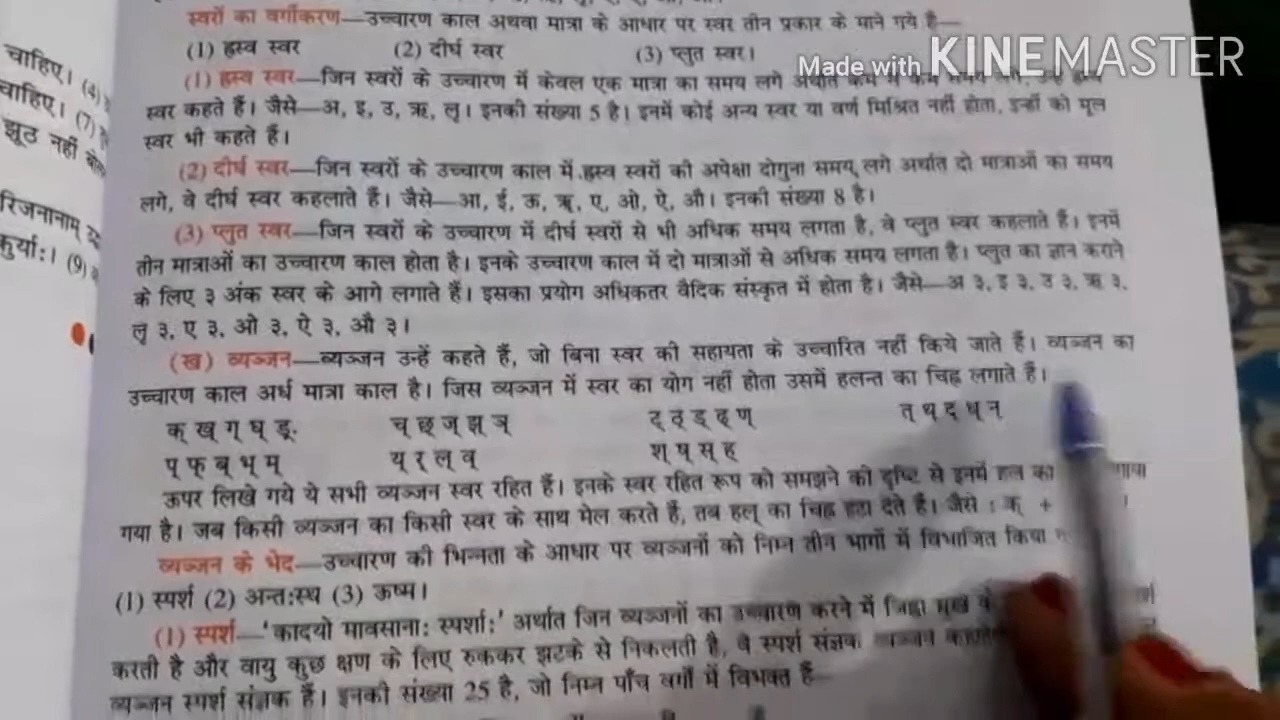 स्वरों का वर्गीकरण—उच्चारण काल अथवा मात्रा के आधार पर स्वर तीन प्रकार के माने गये है—
(1) ह्रस्व स्वर (2) दीर्घ स्वर (3) प्लुत स्वर।
Made with KINEMASTER
(1) ह्रस्व स्वर—जिन स्वरों के उच्चारण में केवल एक मात्रा का समय लगे अर्थात कम
स्वर कहते हैं। जैसे—अ, इ, उ, ऋ, लृ। इनकी संख्या 5 है। इनमें कोई अन्य स्वर या वर्ण मिश्रित नहीं होता, इन्हीं को मूल
स्वर भी कहते हैं।
(2) दीर्घ स्वर—जिन स्वरों के उच्चारण काल में ह्रस्व स्वरों की अपेक्षा दोगुना समय लगे अर्थात दो मात्राओं का समय
लगे, वे दीर्घ स्वर कहलाते हैं। जैसे—आ, ई, ऊ, ॠ, ए, ओ, ऐ, औ। इनकी संख्या 8 है।
(3) प्लुत स्वर—जिन स्वरों के उच्चारण में दीर्घ स्वरों से भी अधिक समय लगता है, वे प्लुत स्वर कहलाते हैं। इनमें
तीन मात्राओं का उच्चारण काल होता है। इनके उच्चारण काल में दो मात्राओं से अधिक समय लगता है। प्लुत का ज्ञान कराने
के लिए ३ अंक स्वर के आगे लगाते हैं। इसका प्रयोग अधिकतर वैदिक संस्कृत में होता है। जैसे—अ ३, इ ३, उ ३, ऋ ३,
लृ ३, ए ३, ओ ३, ऐ ३, औ ३।
(ख) व्यञ्जन—व्यञ्जन उन्हें कहते हैं, जो बिना स्वर की सहायता के उच्चारित नहीं किये जाते हैं। व्यञ्जन का
उच्चारण काल अर्ध मात्रा काल है। जिस व्यञ्जन में स्वर का योग नहीं होता उसमें हलन्त का चिह्न लगाते हैं।
क् ख् ग् घ् ङ् च् छ् ज् झ् ञ् ट् ठ् ड् ढ् ण् त् थ् द् ध् न्
प् फ् ब् भ् म् य् र् ल् व् श् ष् स् ह्
ऊपर लिखे गये ये सभी व्यञ्जन स्वर रहित हैं। इनके स्वर रहित रूप को समझने की दृष्टि से इनमें हल का
गया है। जब किसी व्यञ्जन का किसी स्वर के साथ मेल करते हैं, तब हल् का चिह्न हटा देते हैं। जैसे : क् +
व्यञ्जन के भेद—उच्चारण की भिन्नता के आधार पर व्यञ्जनों को निम्न तीन भागों में विभाजित किया
(1) स्पर्श (2) अन्त:स्थ (3) ऊष्म।
(1) स्पर्श—'कादयो मावसाना: स्पर्शा:' अर्थात जिन व्यञ्जनों का उच्चारण करने में जिह्वा मुख
करती है और वायु कुछ क्षण के लिए रुककर झटके से निकलती है, वे स्पर्श संज्ञक व्यञ्जन
व्यञ्जन स्पर्श संज्ञक हैं। इनकी संख्या 25 है, जो निम्न पाँच वर्गों में विभक्त हैं—
चाहिए। (4)
चाहिए। (7)
झूठ नहीं
रिजनानाम्
कुर्या:। (9)